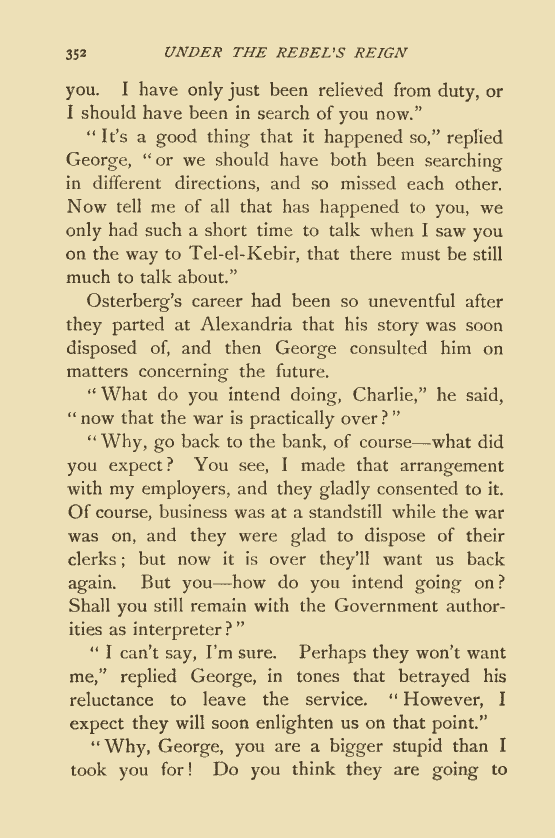 352 UNDER THE REBEL'S REIGN
you. I have only just been relieved from duty, or
I should have been in search of you now.”
“ It's a good thing that it happened so,” replied
George, “ or we should have both been searching
in different directions, and so missed each other.
Now tell me of all that has happened to you, we
only had such a short time to talk when I saw you
on the way to Tel-el-Kebir, that there must be still
much to talk about.”
Osterberg's career had been so uneventful after
they parted at Alexandria that his story was soon
disposed of, and then George consulted him on
matters concerning the future.
“ What do you intend doing, Charlie,” he said,
“ now that the war is practically over ? ”
“ Why, go back to the bank, of course—what did
you expect ? You see, I made that arrangement
with my employers, and they gladly consented to it.
Of course, business was at a standstill while the war
was on, and they were glad to dispose of their
clerks ; but now it is over they'll want us back
again. But you—how do you intend going on ?
Shall you still remain with the Government author-
ities as interpreter ? ”
“ I can't say, I'm sure. Perhaps they won't want
me,” replied George, in tones that betrayed his
reluctance to leave the service. “ However, I
expect they will soon enlighten us on that point.”
“ Why, George, you are a bigger stupid than I
took you for ! Do you think they are going to